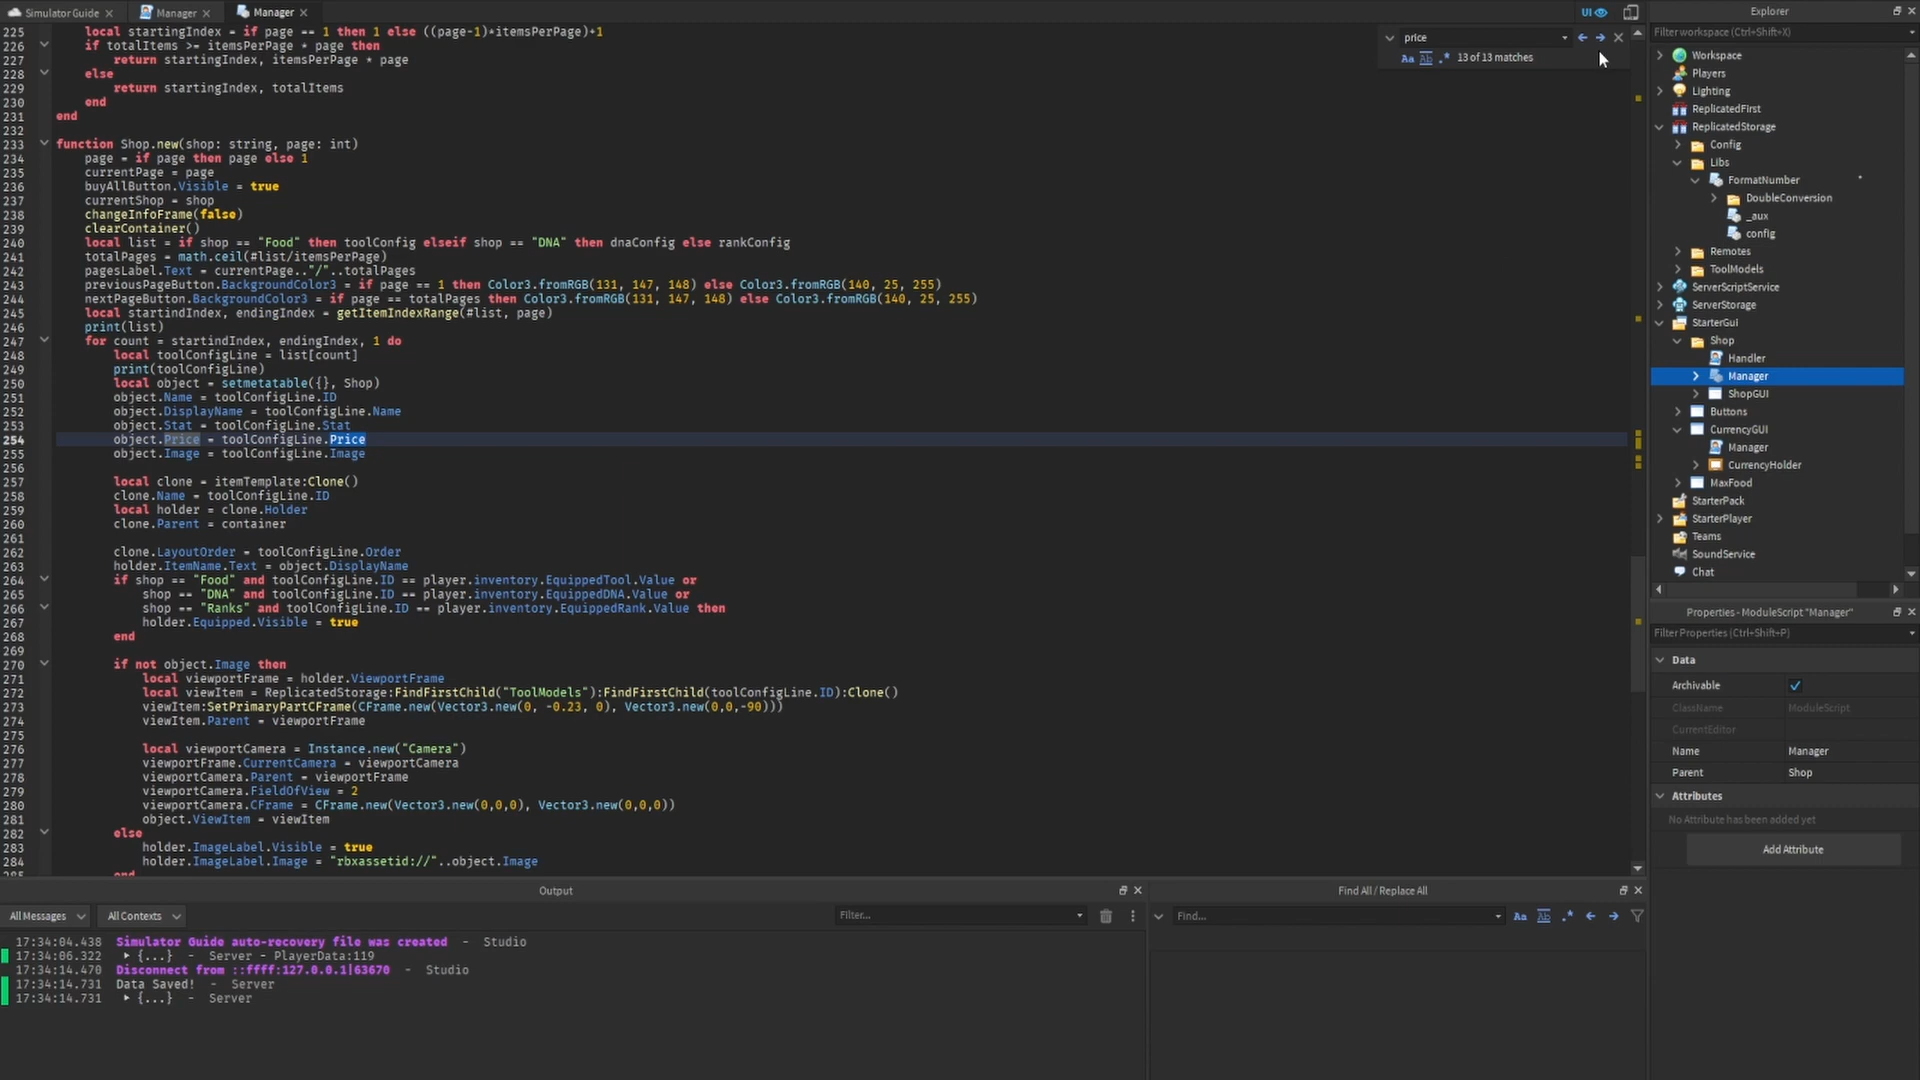 Simulator Guide
Manager
Manager
UI
225 local startingIndex = if page == 1 then 1 else ((page-1)*itemsPerPage)+1
226 if totalItems >= itemsPerPage * page then
227 return startingIndex, itemsPerPage * page
228 else
229 return startingIndex, totalItems
230 end
231 end
232
233 function Shop.new(shop: string, page: int)
234 page = if page then page else 1
235 currentPage = page
236 buyAllButton.Visible = true
237 currentShop = shop
238 changeInfoFrame(false)
239 clearContainer()
240 local list = if shop == "Food" then toolConfig elseif shop == "DNA" then dnaConfig else rankConfig
241 totalPages = math.ceil(#list/itemsPerPage)
242 pagesLabel.Text = currentPage.."/"..totalPages
243 previousPageButton.BackgroundColor3 = if page == 1 then Color3.fromRGB(131, 147, 148) else Color3.fromRGB(140, 25, 255)
244 nextPageButton.BackgroundColor3 = if page == totalPages then Color3.fromRGB(131, 147, 148) else Color3.fromRGB(140, 25, 255)
245 local startindIndex, endingIndex = getItemIndexRange(#list, page)
246 print(list)
247 for count = startindIndex, endingIndex, 1 do
248 local toolConfigLine = list[count]
249 print(toolConfigLine)
250 local object = setmetatable({}, Shop)
251 object.Name = toolConfigLine.ID
252 object.DisplayName = toolConfigLine.Name
253 object.Stat = toolConfigLine.Stat
254 object.Price = toolConfigLine.Price
255 object.Image = toolConfigLine.Image
256
257 local clone = itemTemplate:Clone()
258 clone.Name = toolConfigLine.ID
259 local holder = clone.Holder
260 clone.Parent = container
261
262 clone.LayoutOrder = toolConfigLine.Order
263 holder.ItemName.Text = object.DisplayName
264 if shop == "Food" and toolConfigLine.ID == player.inventory.EquippedTool.Value or
265 shop == "DNA" and toolConfigLine.ID == player.inventory.EquippedDNA.Value or
266 shop == "Ranks" and toolConfigLine.ID == player.inventory.EquippedRank.Value then
267 holder.Equipped.Visible = true
268 end
269
270 if not object.Image then
271 local viewportFrame = holder.ViewportFrame
272 local viewItem = ReplicatedStorage:FindFirstChild("ToolModels"):FindFirstChild(toolConfigLine.ID):Clone()
273 viewItem:SetPrimaryPartCFrame(CFrame.new(Vector3.new(0, -0.23, 0), Vector3.new(0,0,-90)))
274 viewItem.Parent = viewportFrame
275
276 local viewportCamera = Instance.new("Camera")
277 viewportFrame.CurrentCamera = viewportCamera
278 viewportCamera.Parent = viewportFrame
279 viewportCamera.FieldOfView = 2
280 viewportCamera.CFrame = CFrame.new(Vector3.new(0,0,0), Vector3.new(0,0,0))
281 object.ViewItem = viewItem
282 else
283 holder.ImageLabel.Visible = true
284 holder.ImageLabel.Image = "rbxassetid://"..object.Image
285 end
price
Aa Ab .* 13 of 13 matches
Explorer
Filter workspace (Ctrl+Shift+X)
Workspace
Players
Lighting
ReplicatedFirst
ReplicatedStorage
Config
Libs
FormatNumber
DoubleConversion
_aux
config
Remotes
ToolModels
ServerScriptService
ServerStorage
StarterGui
Shop
Handler
Manager
ShopGUI
Buttons
CurrencyGUI
Manager
CurrencyHolder
MaxFood
StarterPack
StarterPlayer
Teams
SoundService
Chat
Properties - ModuleScript "Manager"
Filter Properties (Ctrl+Shift+P)
Data
Archivable
ClassName ModuleScript
CurrentEditor
Name Manager
Parent Shop
Attributes
No Attribute has been added yet
Add Attribute
Output
All Messages All Contexts Filter...
17:34:04.438 Simulator Guide auto-recovery file was created - Studio
17:34:06.322 {...} - Server - PlayerData:119
17:34:14.470 Disconnect from ::ffff:127.0.0.1|63670 - Studio
17:34:14.731 Data Saved! - Server
17:34:14.731 {...} - Server
Find All / Replace All
Find... Aa Ab .*